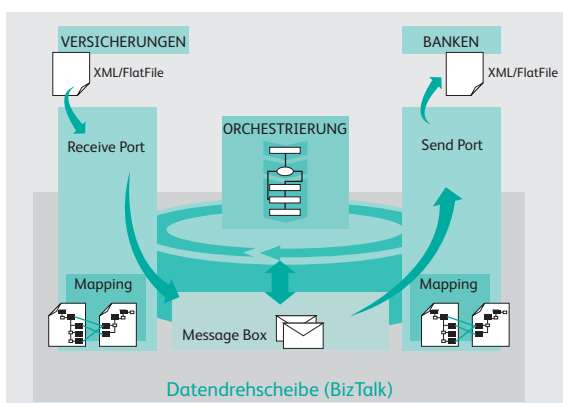 VERSICHERUNGEN
BANKEN
XML/FlatFile
XML/FlatFile
ORCHESTRIERUNG
Receive Port
Send Port
Mapping
Mapping
Message Box
Datendrehscheibe (BizTalk)